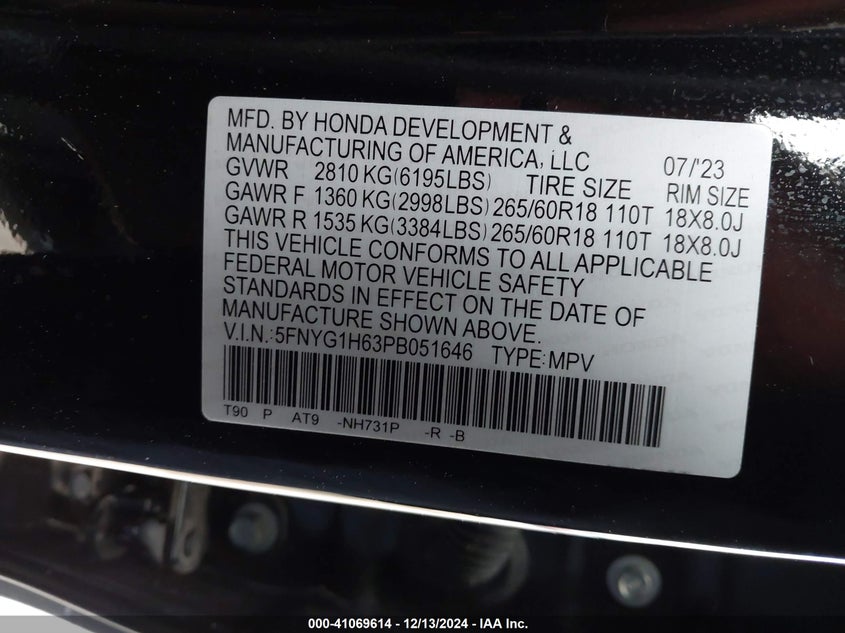 MFD. BY HONDA DEVELOPMENT &
MANUFACTURING OF AMERICA, LLC 07/'23
GVWR 2810 KG(6195LBS) TIRE SIZE RIM SIZE
GAWR F 1360 KG(2998LBS) 265/60R18 110T 18X8.0J
GAWR R 1535 KG(3384LBS) 265/60R18 110T 18X8.0J
THIS VEHICLE CONFORMS TO ALL APPLICABLE
FEDERAL MOTOR VEHICLE SAFETY
STANDARDS IN EFFECT ON THE DATE OF
MANUFACTURE SHOWN ABOVE.
V.I.N.:5FNYG1H63PB051646 TYPE:MPV
T90 P AT9 -NH731P -R -B
000-41069614 - 12/13/2024 - IAA Inc.